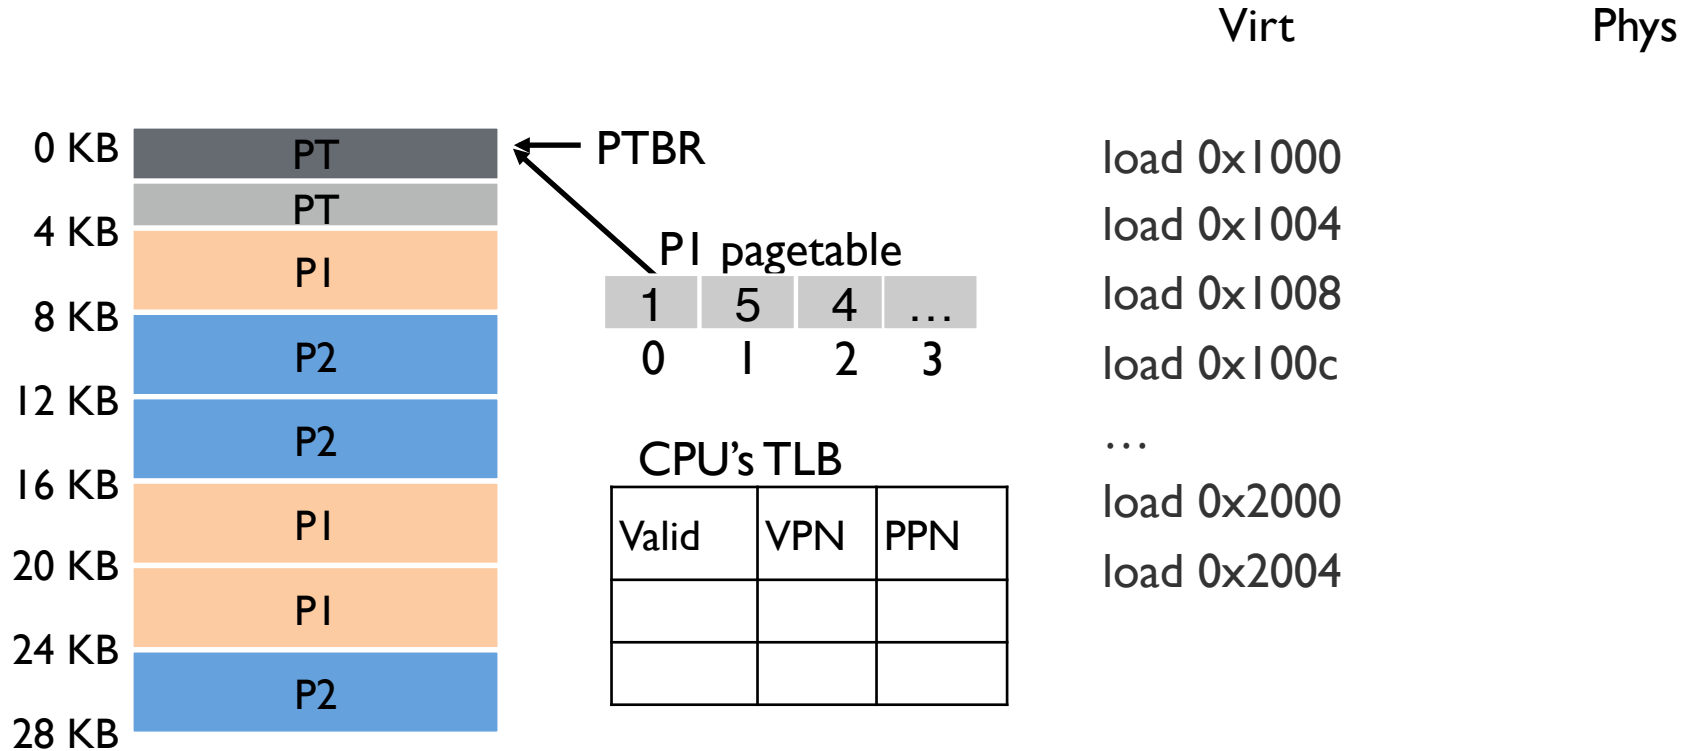 Virt Phys
0 KB PT PTBR load 0x1000
PT
4 KB load 0x1004
P1 P1 pagetable
8 KB 1 5 4 … load 0x1008
P2 0 1 2 3 load 0x100c
12 KB
P2 CPU's TLB …
16 KB
P1 Valid VPN PPN load 0x2000
20 KB load 0x2004
P1
24 KB
P2
28 KB